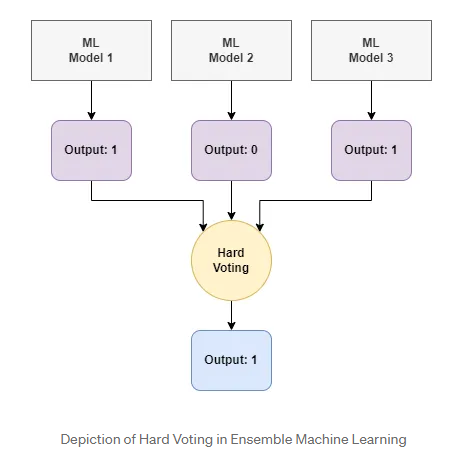 ML
Model 1
ML
Model 2
ML
Model 3
Output: 1
Output: 0
Output: 1
Hard
Voting
Output: 1
Depiction of Hard Voting in Ensemble Machine Learning